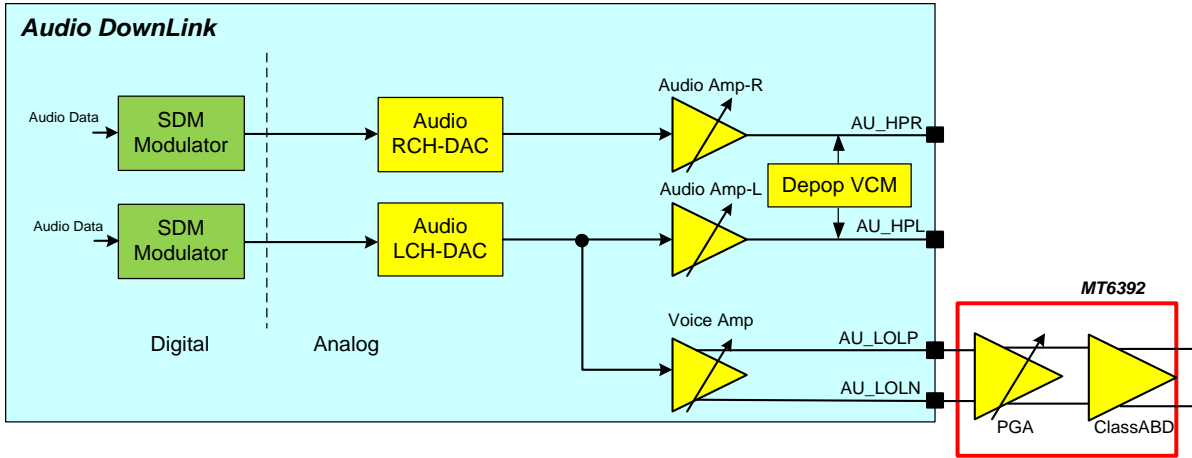 Audio DownLink
Audio Amp-R
Audio Data
SDM
Modulator
Audio
RCH-DAC
AU_HPR
Depop VCM
Audio Amp-L
Audio Data
SDM
Modulator
Audio
LCH-DAC
AU_HPL
MT6392
Digital
Analog
Voice Amp
AU_LOLP
AU_LOLN
PGA
ClassABD